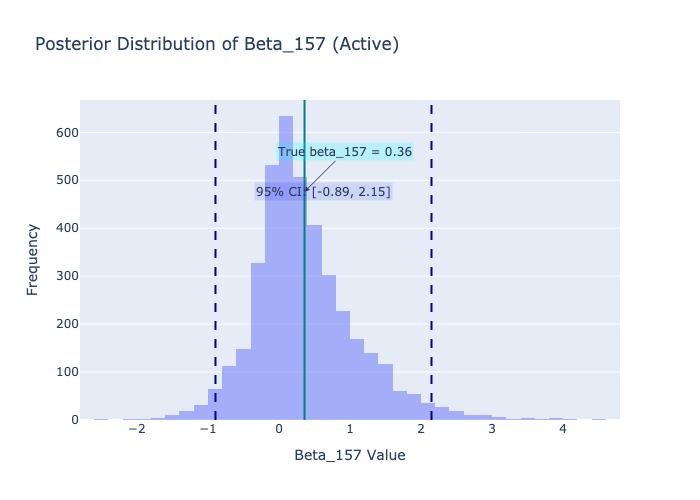 Posterior Distribution of Beta_157 (Active)
600
500
400
300
200
100
0
Frequency
True beta_157 = 0.36
95% CI: [-0.89, 2.15]
−2
−1
0
1
2
3
4
Beta_157 Value